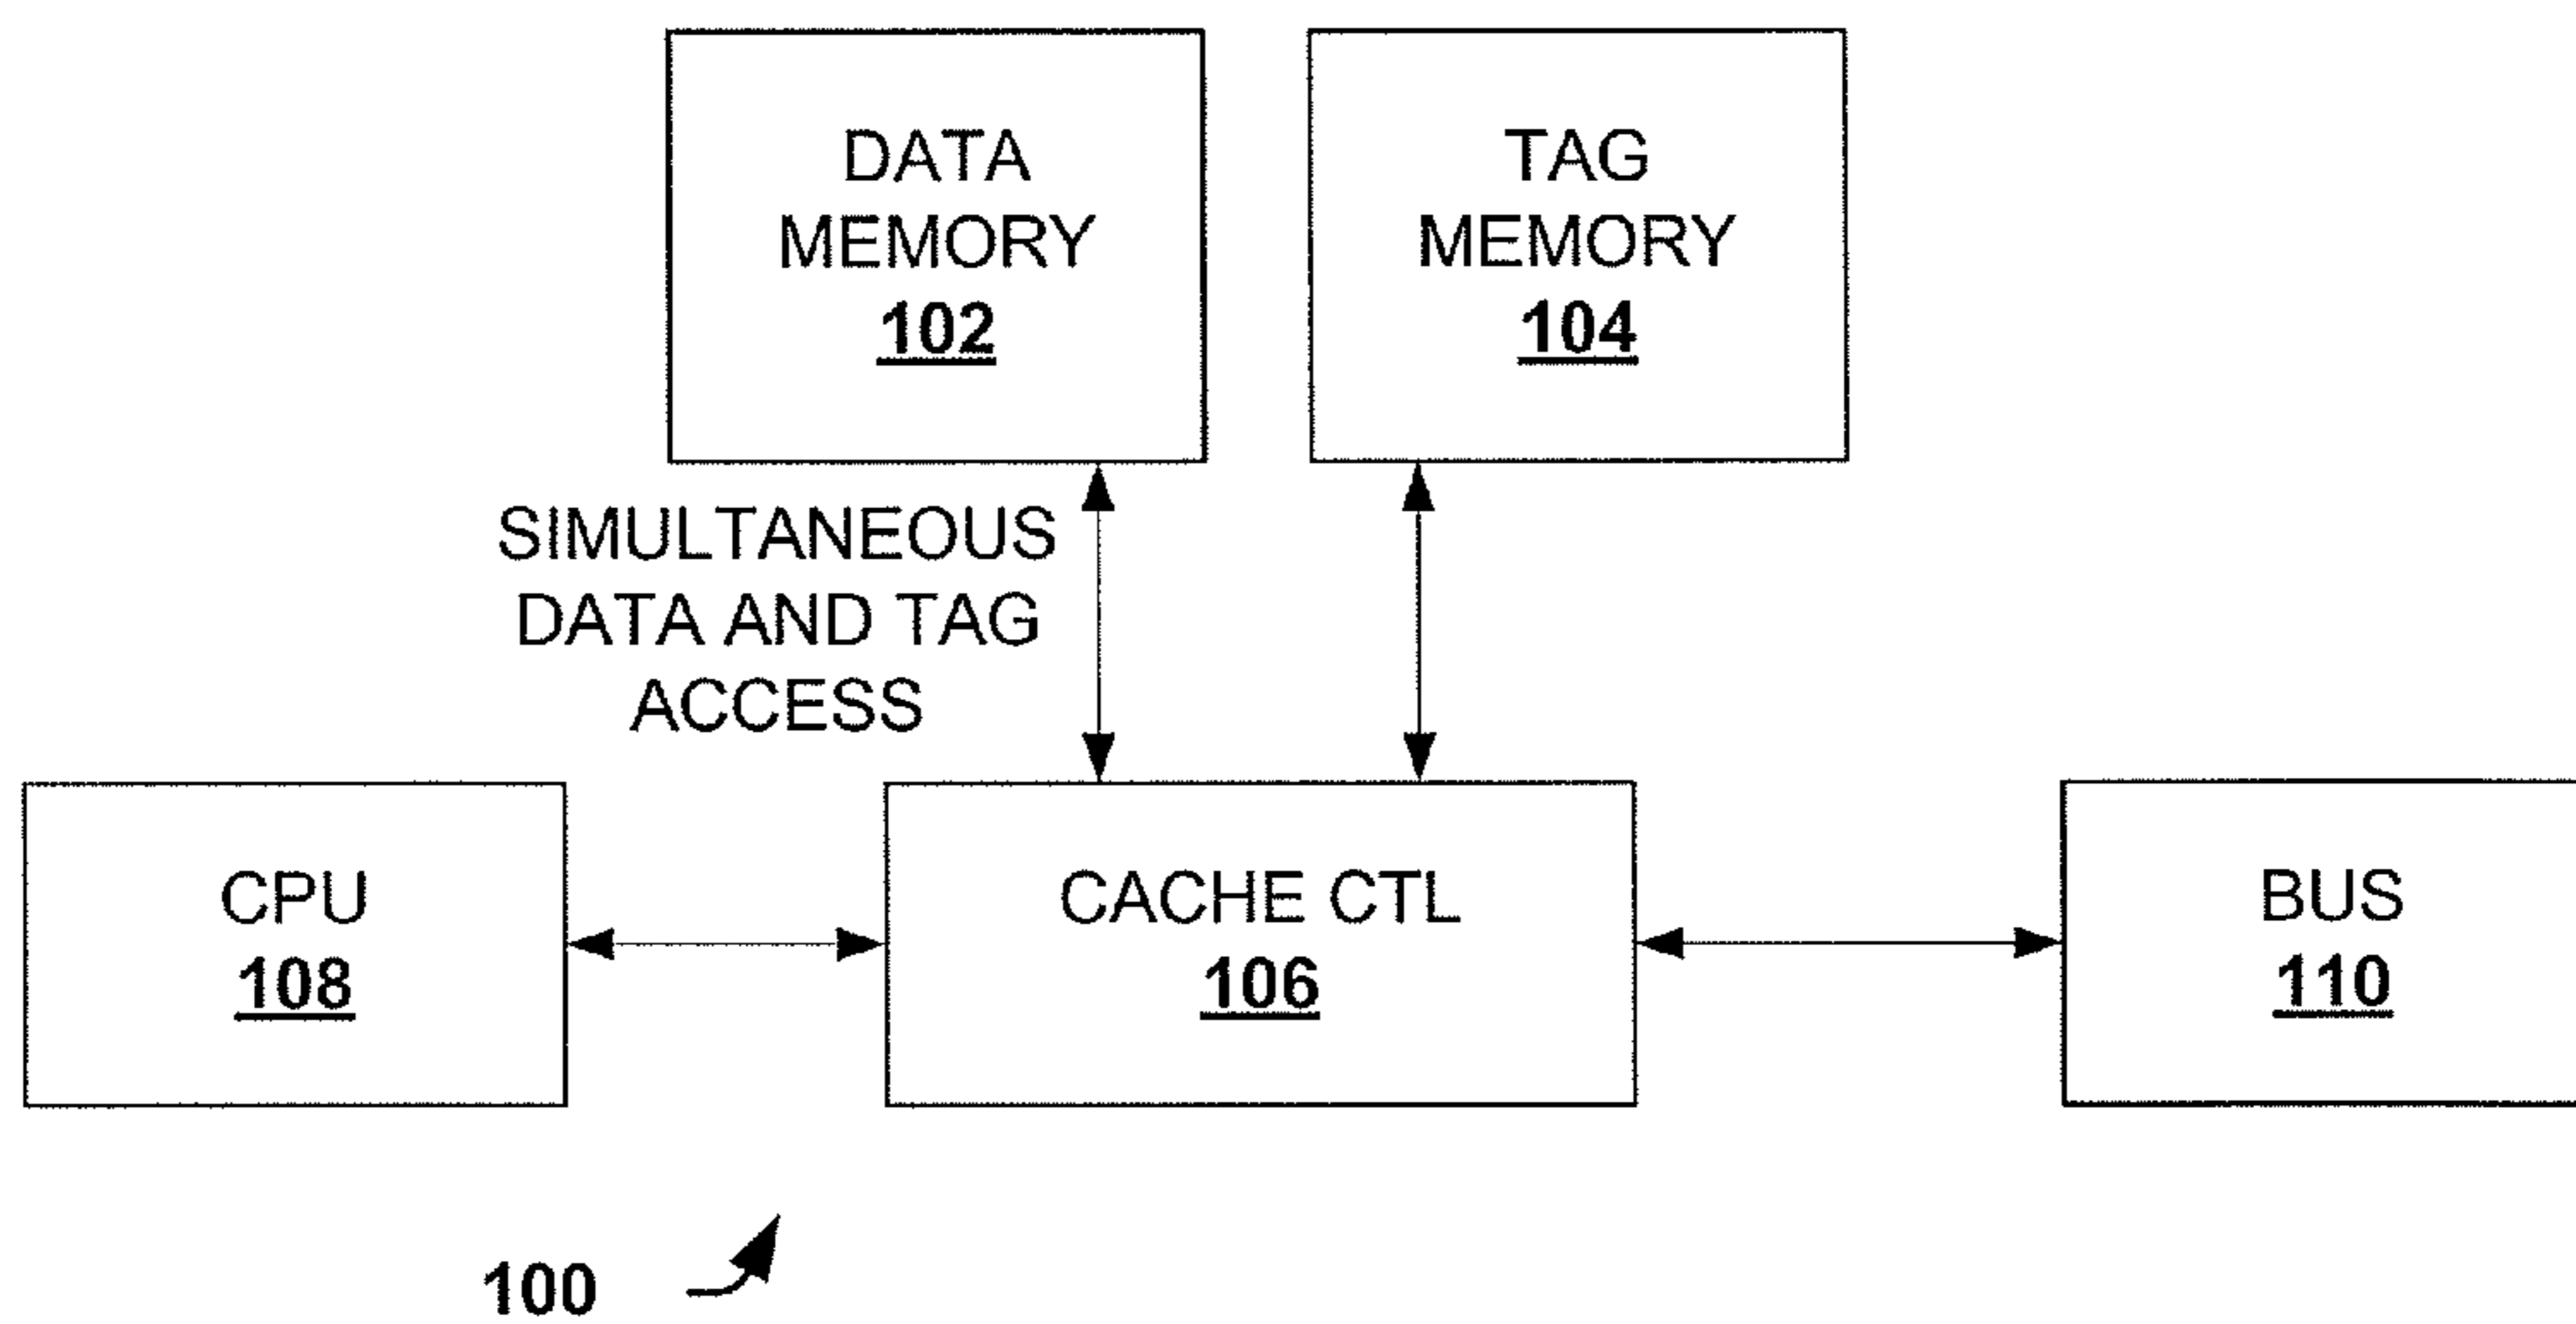 DATA
MEMORY
102
TAG
MEMORY
104
SIMULTANEOUS
DATA AND TAG
ACCESS
CPU
108
CACHE CTL
106
BUS
110
100